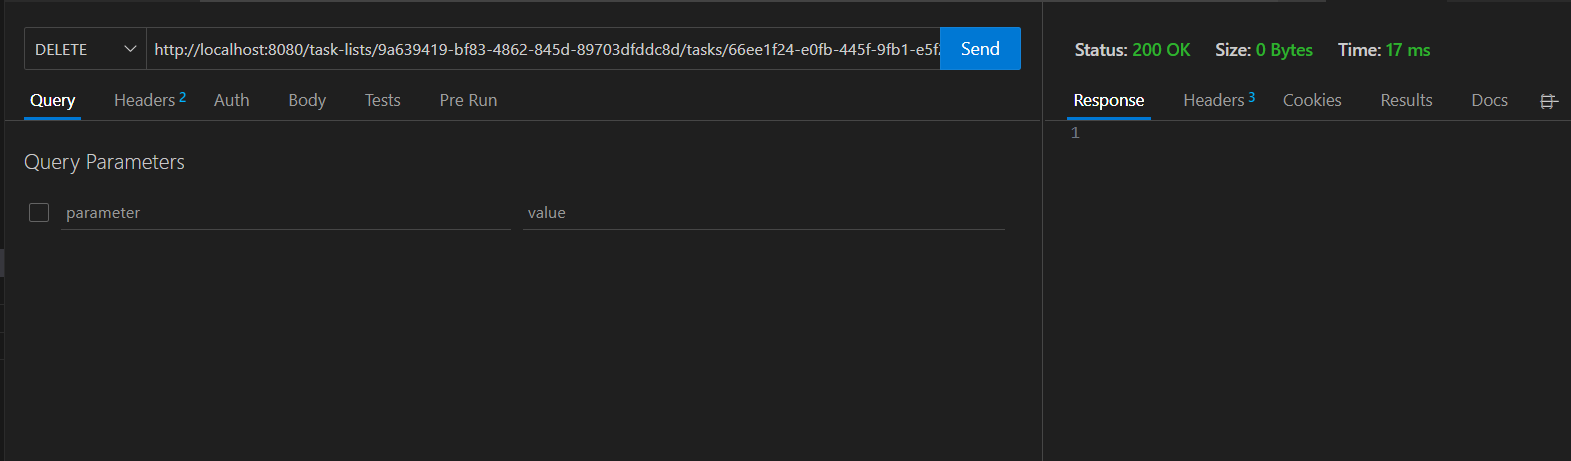 DELETE http://localhost:8080/task-lists/9a639419-bf83-4862-845d-89703dfddc8d/tasks/66ee1f24-e0fb-445f-9fb1-e5f Send
Query Headers 2 Auth Body Tests Pre Run
Query Parameters
parameter value
Status: 200 OK Size: 0 Bytes Time: 17 ms
Response Headers 3 Cookies Results Docs
1